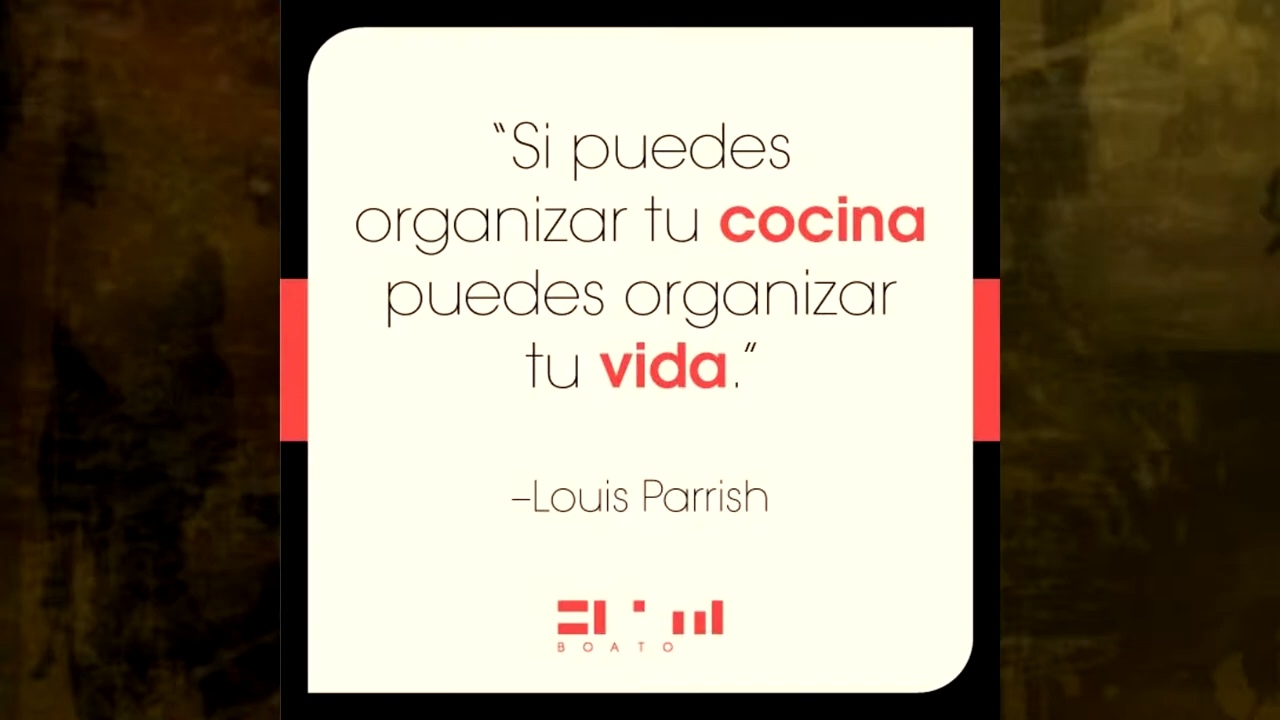 “Si puedes
organizar tu cocina
puedes organizar
tu vida.”
–Louis Parrish
BOATO